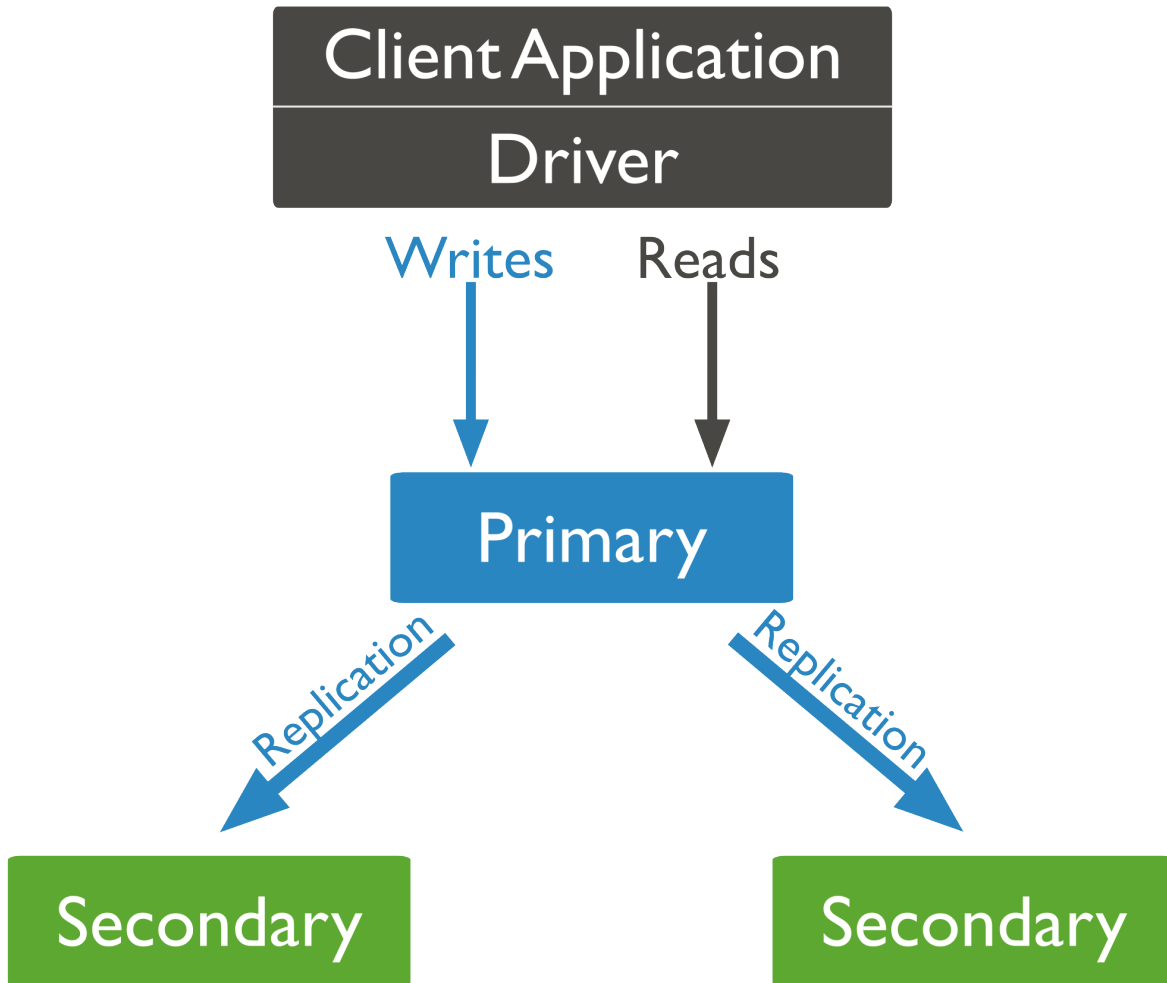 Client Application
Driver
Writes
Reads
Primary
Replication
Replication
Secondary
Secondary